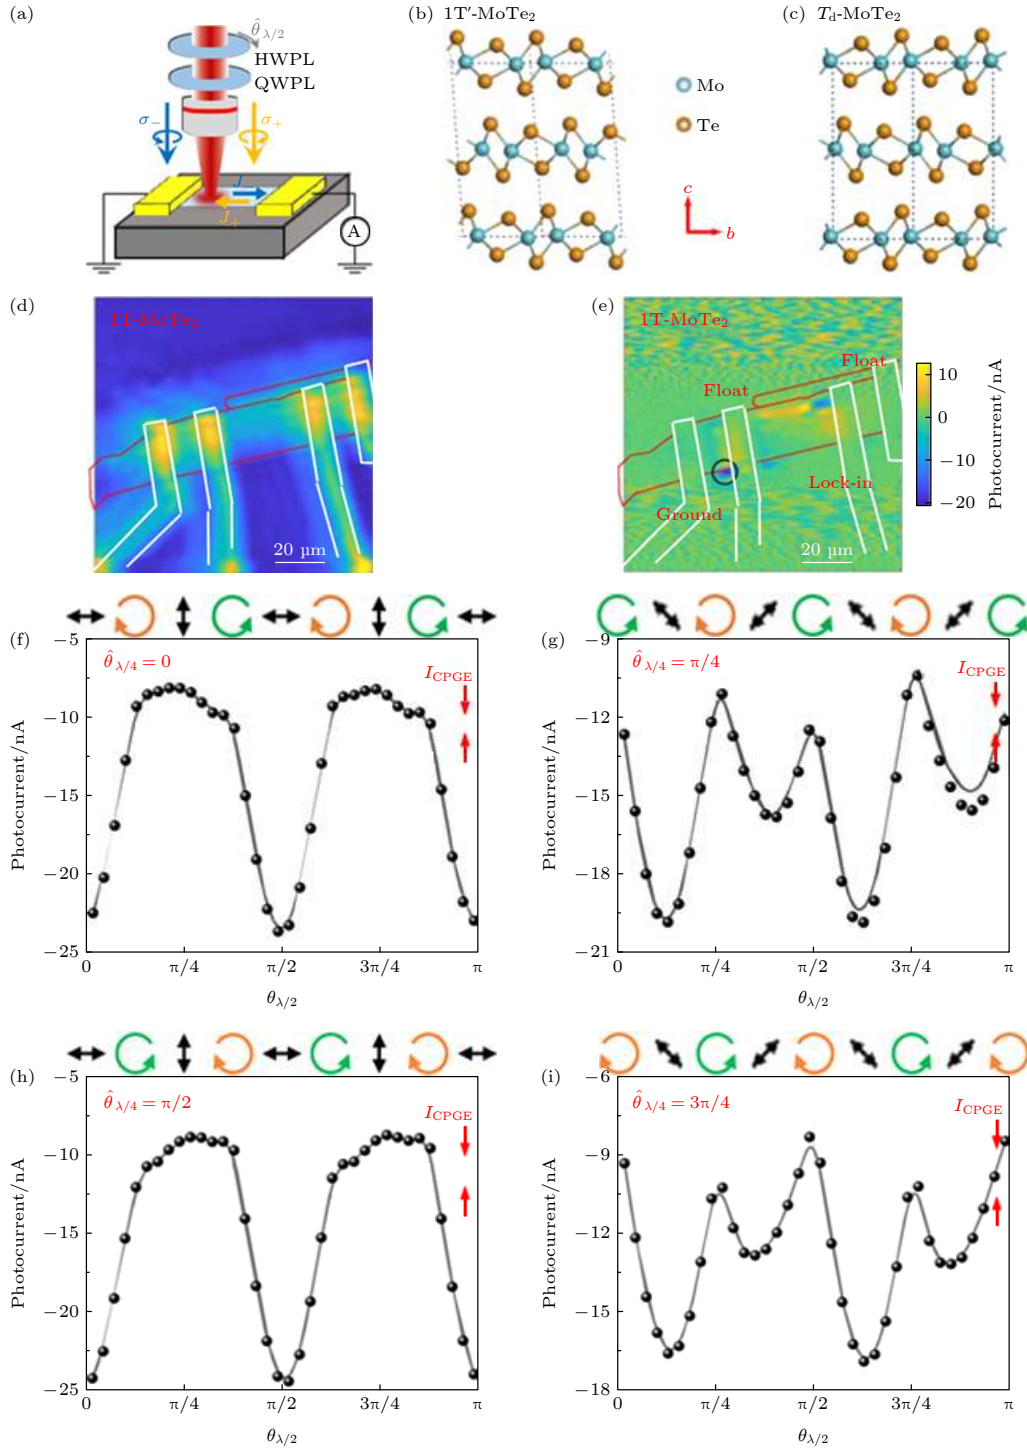 (a)
θ̂ λ/2
HWPL
QWPL
σ−
σ+
J−
J+
A
(b) 1T′-MoTe₂
Mo
Te
c
b
(c) Td-MoTe₂
(d)
1T-MoTe₂
20 µm
(e)
1T-MoTe₂
Float
Float
Lock-in
Ground
20 µm
10
0
−10
−20
Photocurrent/nA
(f)
−5
−10
−15
−20
−25
Photocurrent/nA
θ̂ λ/4 = 0
I CPGE
0 π/4 π/2 3π/4 π
θλ/2
(g)
−9
−12
−15
−18
−21
Photocurrent/nA
θ̂ λ/4 = π/4
I CPGE
0 π/4 π/2 3π/4 π
θλ/2
(h)
−5
−10
−15
−20
−25
Photocurrent/nA
θ̂ λ/4 = π/2
I CPGE
0 π/4 π/2 3π/4 π
θλ/2
(i)
−6
−9
−12
−15
−18
Photocurrent/nA
θ̂ λ/4 = 3π/4
I CPGE
0 π/4 π/2 3π/4 π
θλ/2